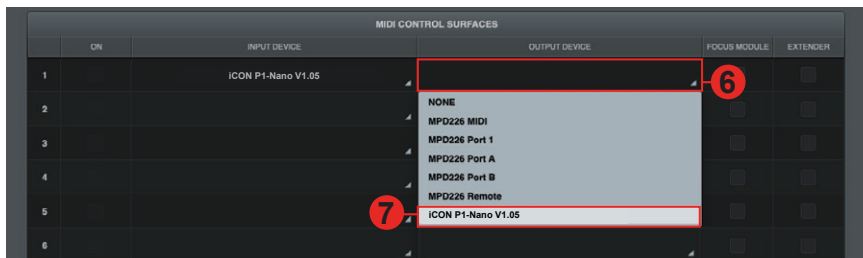 MIDI CONTROL SURFACES
ON INPUT DEVICE OUTPUT DEVICE FOCUS MODULE EXTENDER
1 iCON P1-Nano V1.05 6
2 NONE
MPD226 MIDI
3 MPD226 Port 1
MPD226 Port A
4 MPD226 Port B
MPD226 Remote
5 7 iCON P1-Nano V1.05
6